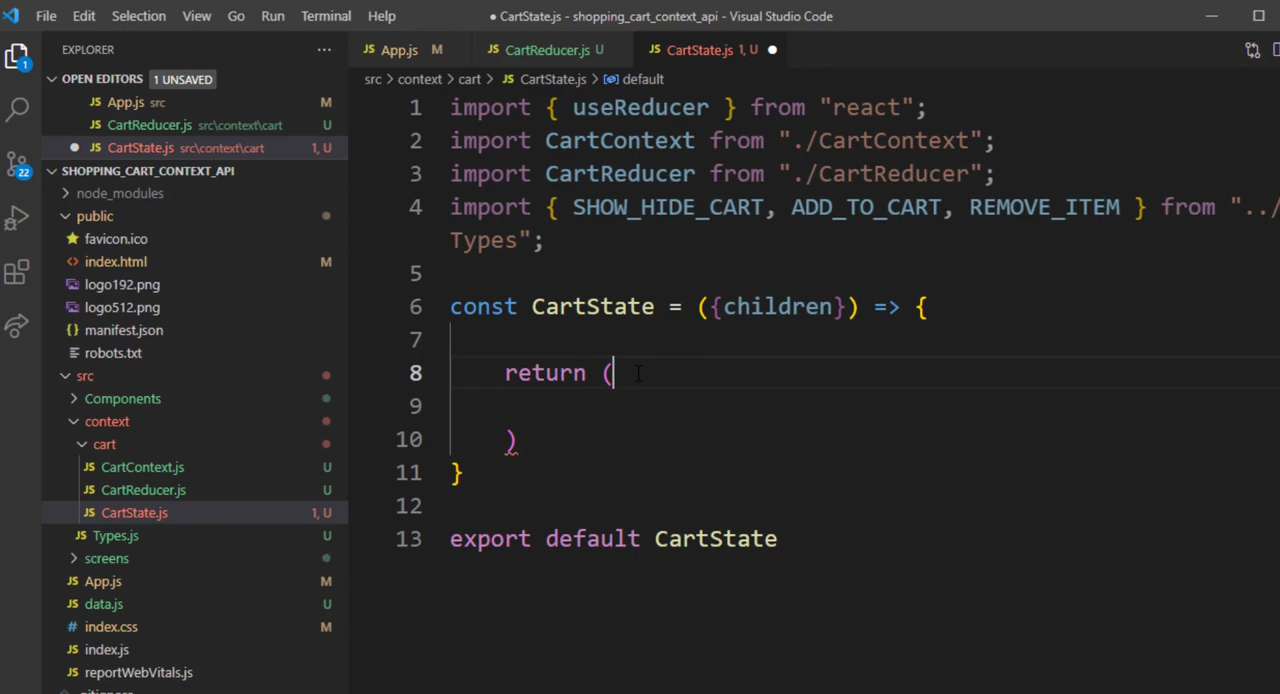 File Edit Selection View Go Run Terminal Help
● CartState.js - shopping_cart_context_api - Visual Studio Code
EXPLORER
OPEN EDITORS 1 UNSAVED
JS App.js src M
JS CartReducer.js src\context\cart U
● JS CartState.js src\context\cart 1, U
SHOPPING_CART_CONTEXT_API
node_modules
public
favicon.ico
<> index.html M
logo192.png
logo512.png
{ } manifest.json
robots.txt
src
Components
context
cart
JS CartContext.js U
JS CartReducer.js U
JS CartState.js 1, U
JS Types.js U
screens
JS App.js M
JS data.js U
# index.css M
JS index.js
JS reportWebVitals.js
.gitignore
1
22
JS App.js M JS CartReducer.js U JS CartState.js 1, U ●
src > context > cart > JS CartState.js > default
1 import { useReducer } from "react";
2 import CartContext from "./CartContext";
3 import CartReducer from "./CartReducer";
4 import { SHOW_HIDE_CART, ADD_TO_CART, REMOVE_ITEM } from "../
Types";
5
6 const CartState = ({children}) => {
7
8 return (
9
10 )
11 }
12
13 export default CartState